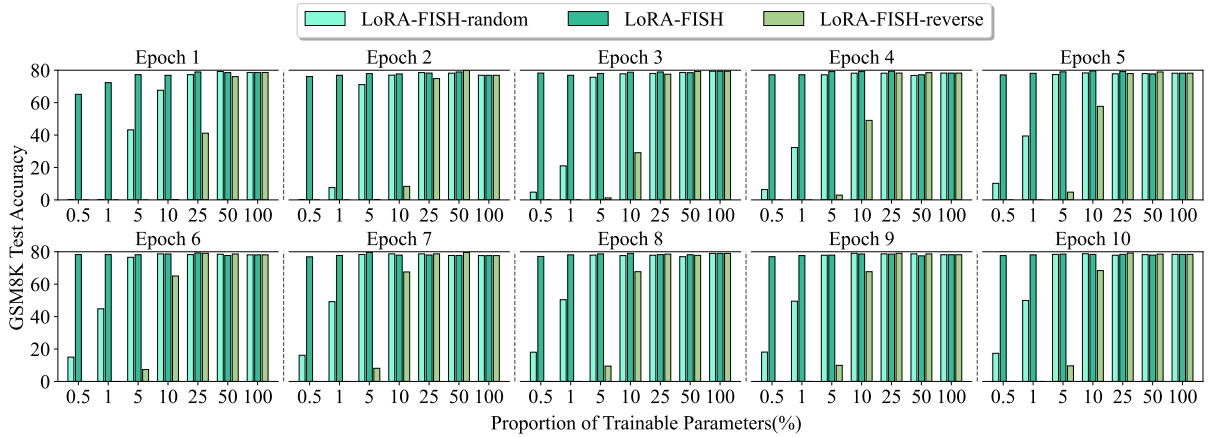 LoRA-FISH-random LoRA-FISH LoRA-FISH-reverse
Epoch 1 Epoch 2 Epoch 3 Epoch 4 Epoch 5
80
60
40
20
0
0.5 1 5 10 25 50 100 0.5 1 5 10 25 50 100 0.5 1 5 10 25 50 100 0.5 1 5 10 25 50 100 0.5 1 5 10 25 50 100
GSM8K Test Accuracy
Epoch 6 Epoch 7 Epoch 8 Epoch 9 Epoch 10
80
60
40
20
0
0.5 1 5 10 25 50 100 0.5 1 5 10 25 50 100 0.5 1 5 10 25 50 100 0.5 1 5 10 25 50 100 0.5 1 5 10 25 50 100
Proportion of Trainable Parameters(%)